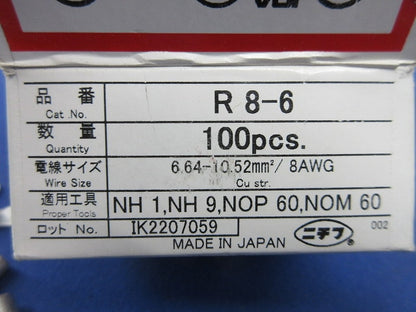 品番 Cat .No. R 8-6
数量 Quantity 100pcs.
電線サイズ Wire Size 6.64-10.52mm²/ 8AWG Cu str.
適用工具 Proper Tools NH 1,NH 9,NOP 60,NOM 60
ロット No. IK2207059
MADE IN JAPAN ニチフ ® 002